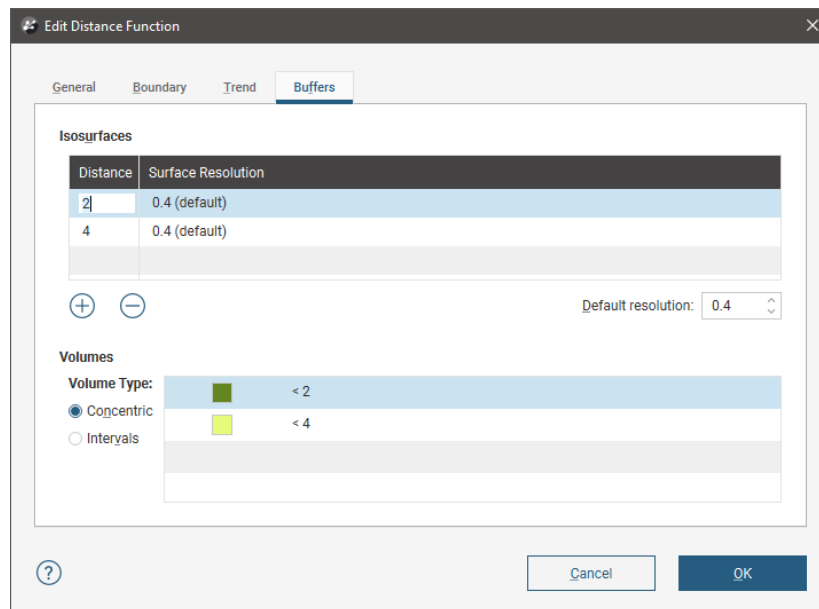 Edit Distance Function
General Boundary Trend Buffers
Isosurfaces
Distance Surface Resolution
2 0.4 (default)
4 0.4 (default)
Default resolution: 0.4
Volumes
Volume Type:
Concentric
Intervals
< 2
< 4
? Cancel OK